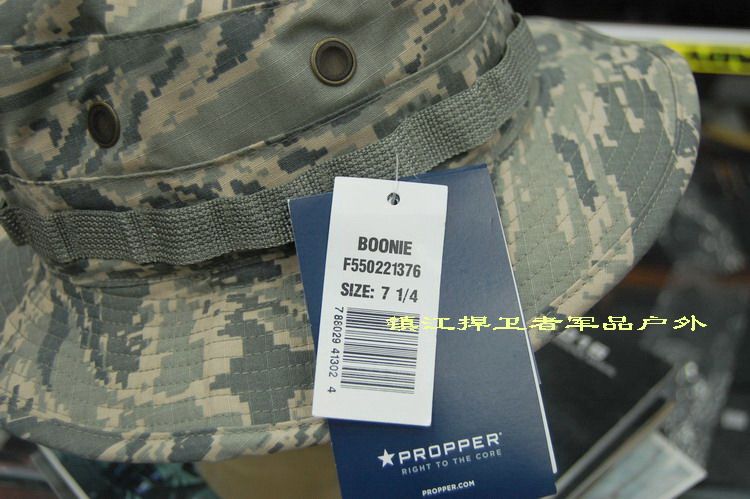 BOONIE
F550221376
SIZE: 7 1/4
788029 41302 4
镇江捍卫者军品户外
PROPPER
RIGHT TO THE CORE
PROPPER.COM